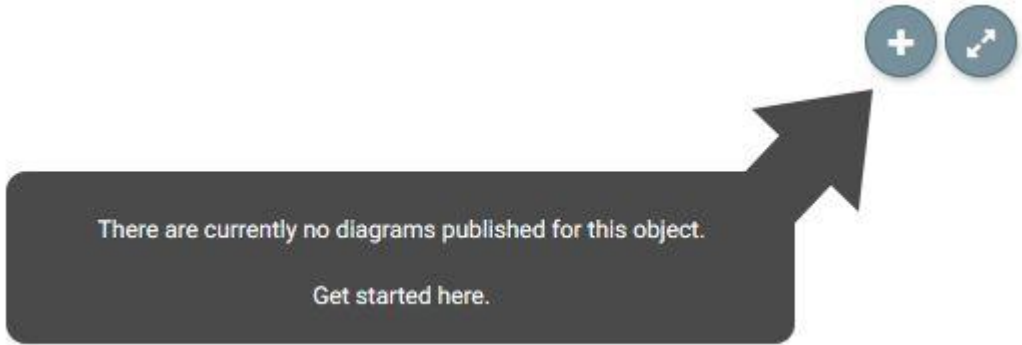 There are currently no diagrams published for this object.
Get started here.